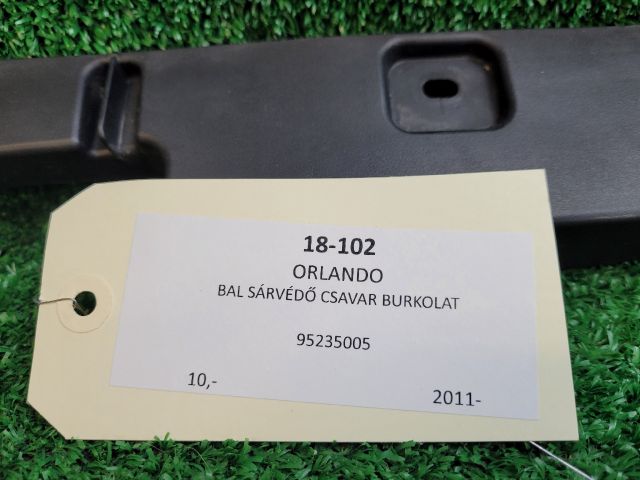 18-102
ORLANDO
BAL SÁRVÉDŐ CSAVAR BURKOLAT
95235005
10,- 2011-